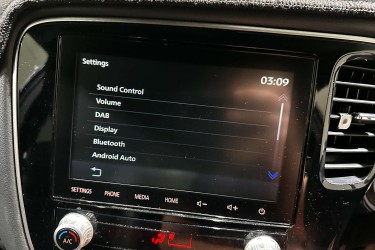 Settings
03:09
Sound Control
Volume
DAB
Display
Bluetooth
Android Auto
SETTINGS PHONE MEDIA HOME
A/C